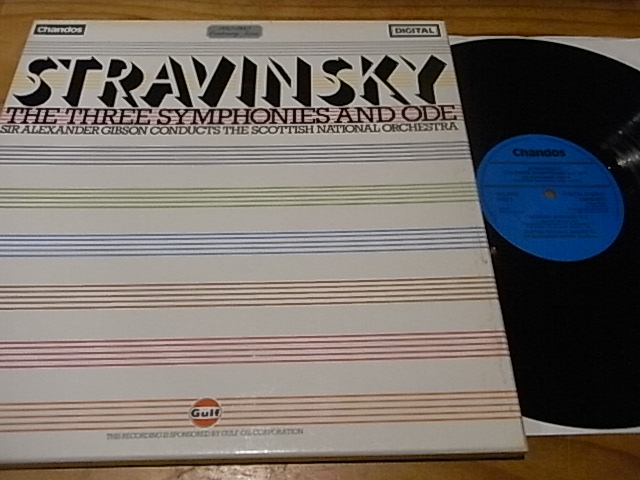 Chandos
DIGITAL
STRAVINSKY
THE THREE SYMPHONIES AND ODE
SIR ALEXANDER GIBSON CONDUCTS THE SCOTTISH NATIONAL ORCHESTRA
Chandos
Gulf
THIS RECORDING IS SPONSORED BY GULF OIL CORPORATION